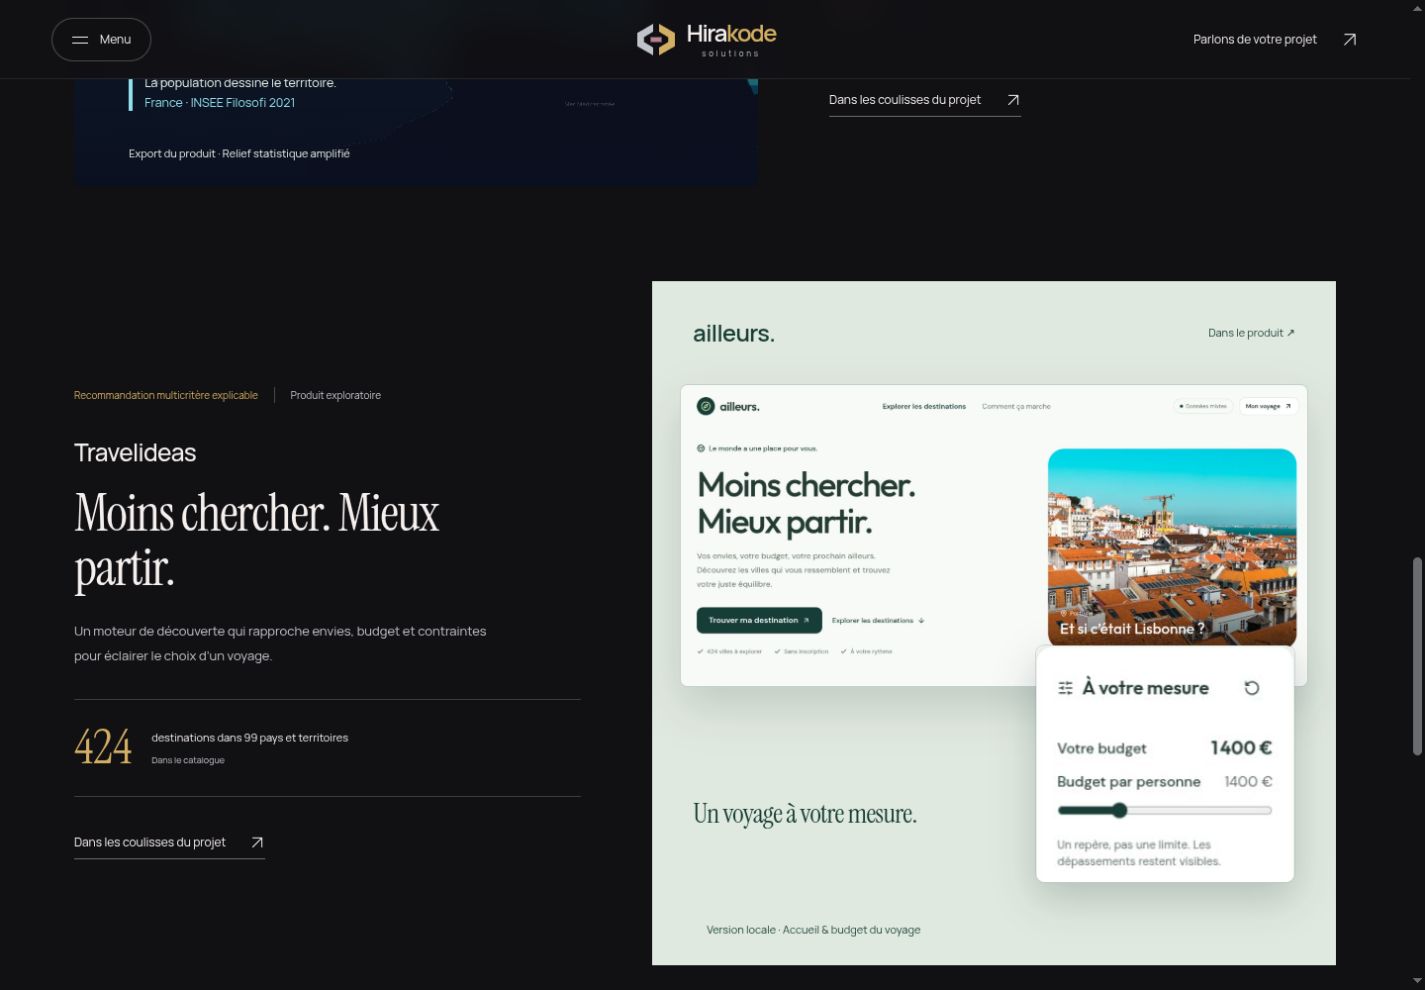 Menu
Hirakode
solutions
Parlons de votre projet
La population dessine le territoire.
France · INSEE Filosofi 2021
Export du produit · Relief statistique amplifié
Dans les coulisses du projet
Recommandation multicritère explicable
Produit exploratoire
Travelideas
Moins chercher. Mieux
partir.
Un moteur de découverte qui rapproche envies, budget et contraintes
pour éclairer le choix d'un voyage.
424
destinations dans 99 pays et territoires
Dans le catalogue
Dans les coulisses du projet
ailleurs.
Dans le produit ↗
ailleurs.
Explorer les destinations
Comment ça marche
Données mixtes
Mon voyage
Le monde a une place pour vous.
Moins chercher.
Mieux partir.
Vos envies, votre budget, votre prochain ailleurs.
Découvrez les villes qui vous ressemblent et trouvez
votre juste équilibre.
Trouver ma destination
Explorer les destinations
424 villes à explorer
Sans inscription
À votre rythme
Et si c'était Lisbonne ?
À votre mesure
Votre budget
1 400 €
Budget par personne
1400 €
Un repère, pas une limite. Les
dépassements restent visibles.
Un voyage à votre mesure.
Version locale · Accueil & budget du voyage